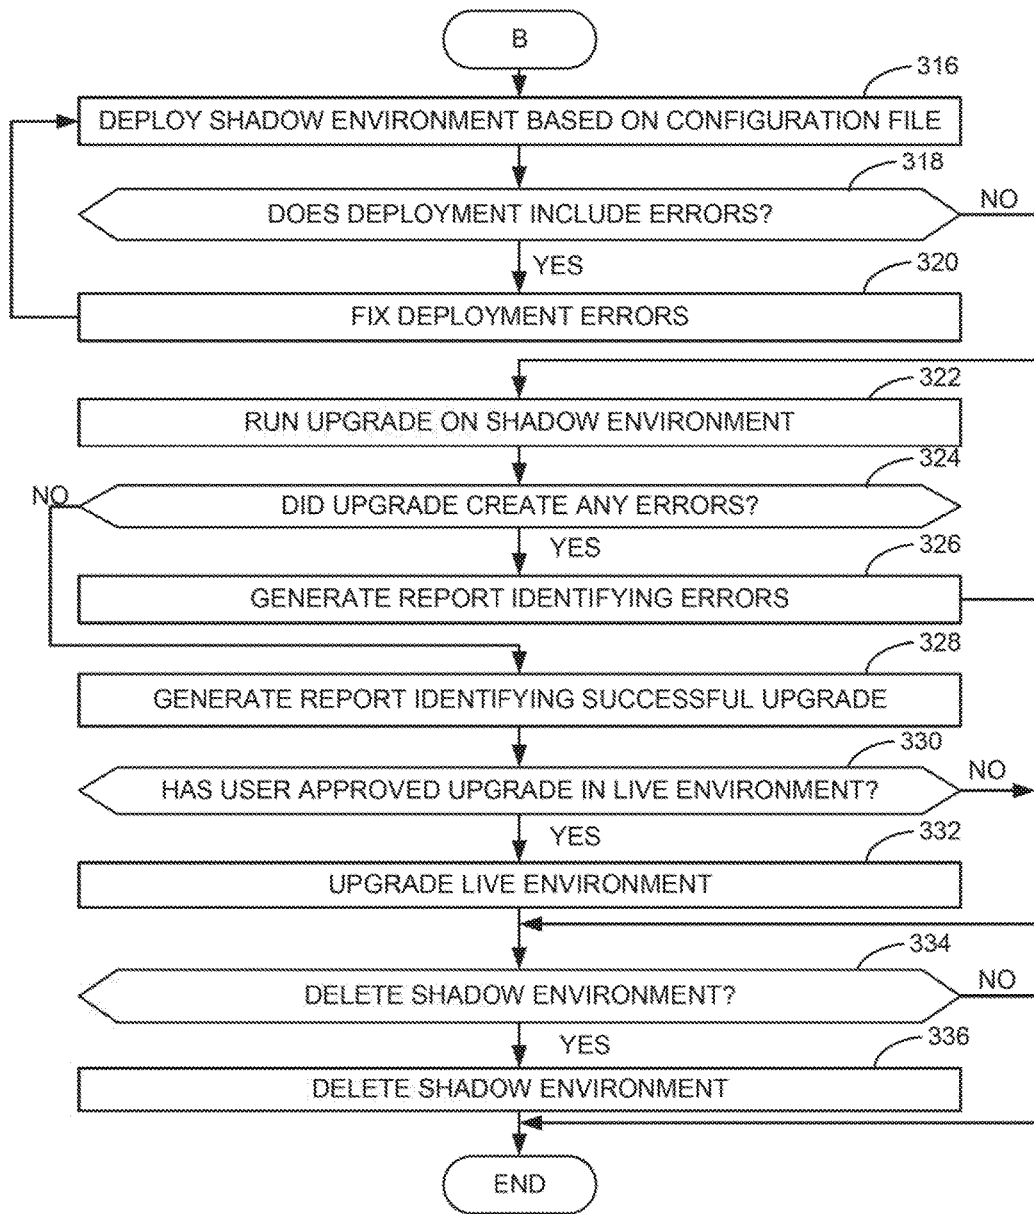 B
316
DEPLOY SHADOW ENVIRONMENT BASED ON CONFIGURATION FILE
318
DOES DEPLOYMENT INCLUDE ERRORS?
NO
YES
320
FIX DEPLOYMENT ERRORS
322
RUN UPGRADE ON SHADOW ENVIRONMENT
324
NO
DID UPGRADE CREATE ANY ERRORS?
YES
326
GENERATE REPORT IDENTIFYING ERRORS
328
GENERATE REPORT IDENTIFYING SUCCESSFUL UPGRADE
330
HAS USER APPROVED UPGRADE IN LIVE ENVIRONMENT?
NO
YES
332
UPGRADE LIVE ENVIRONMENT
334
DELETE SHADOW ENVIRONMENT?
NO
YES
336
DELETE SHADOW ENVIRONMENT
END